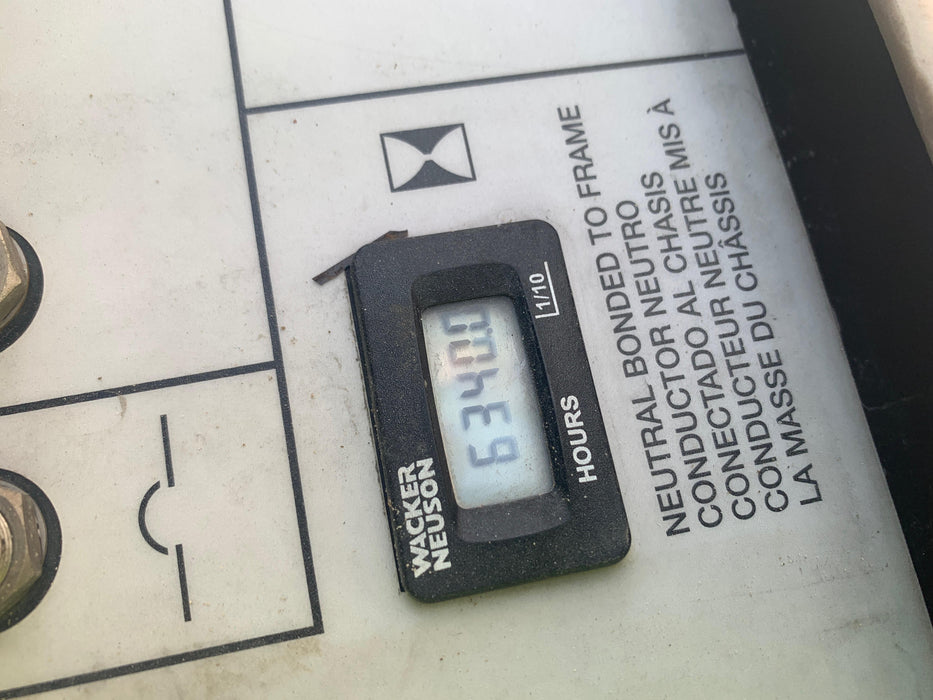 WACKER
NEUSON
6340.0
1/10
HOURS
NEUTRAL BONDED TO FRAME
CONDUCTOR NEUTRO
CONECTADO AL CHASIS
CONDUCTEUR NEUTRE MIS À
LA MASSE DU CHÂSSIS